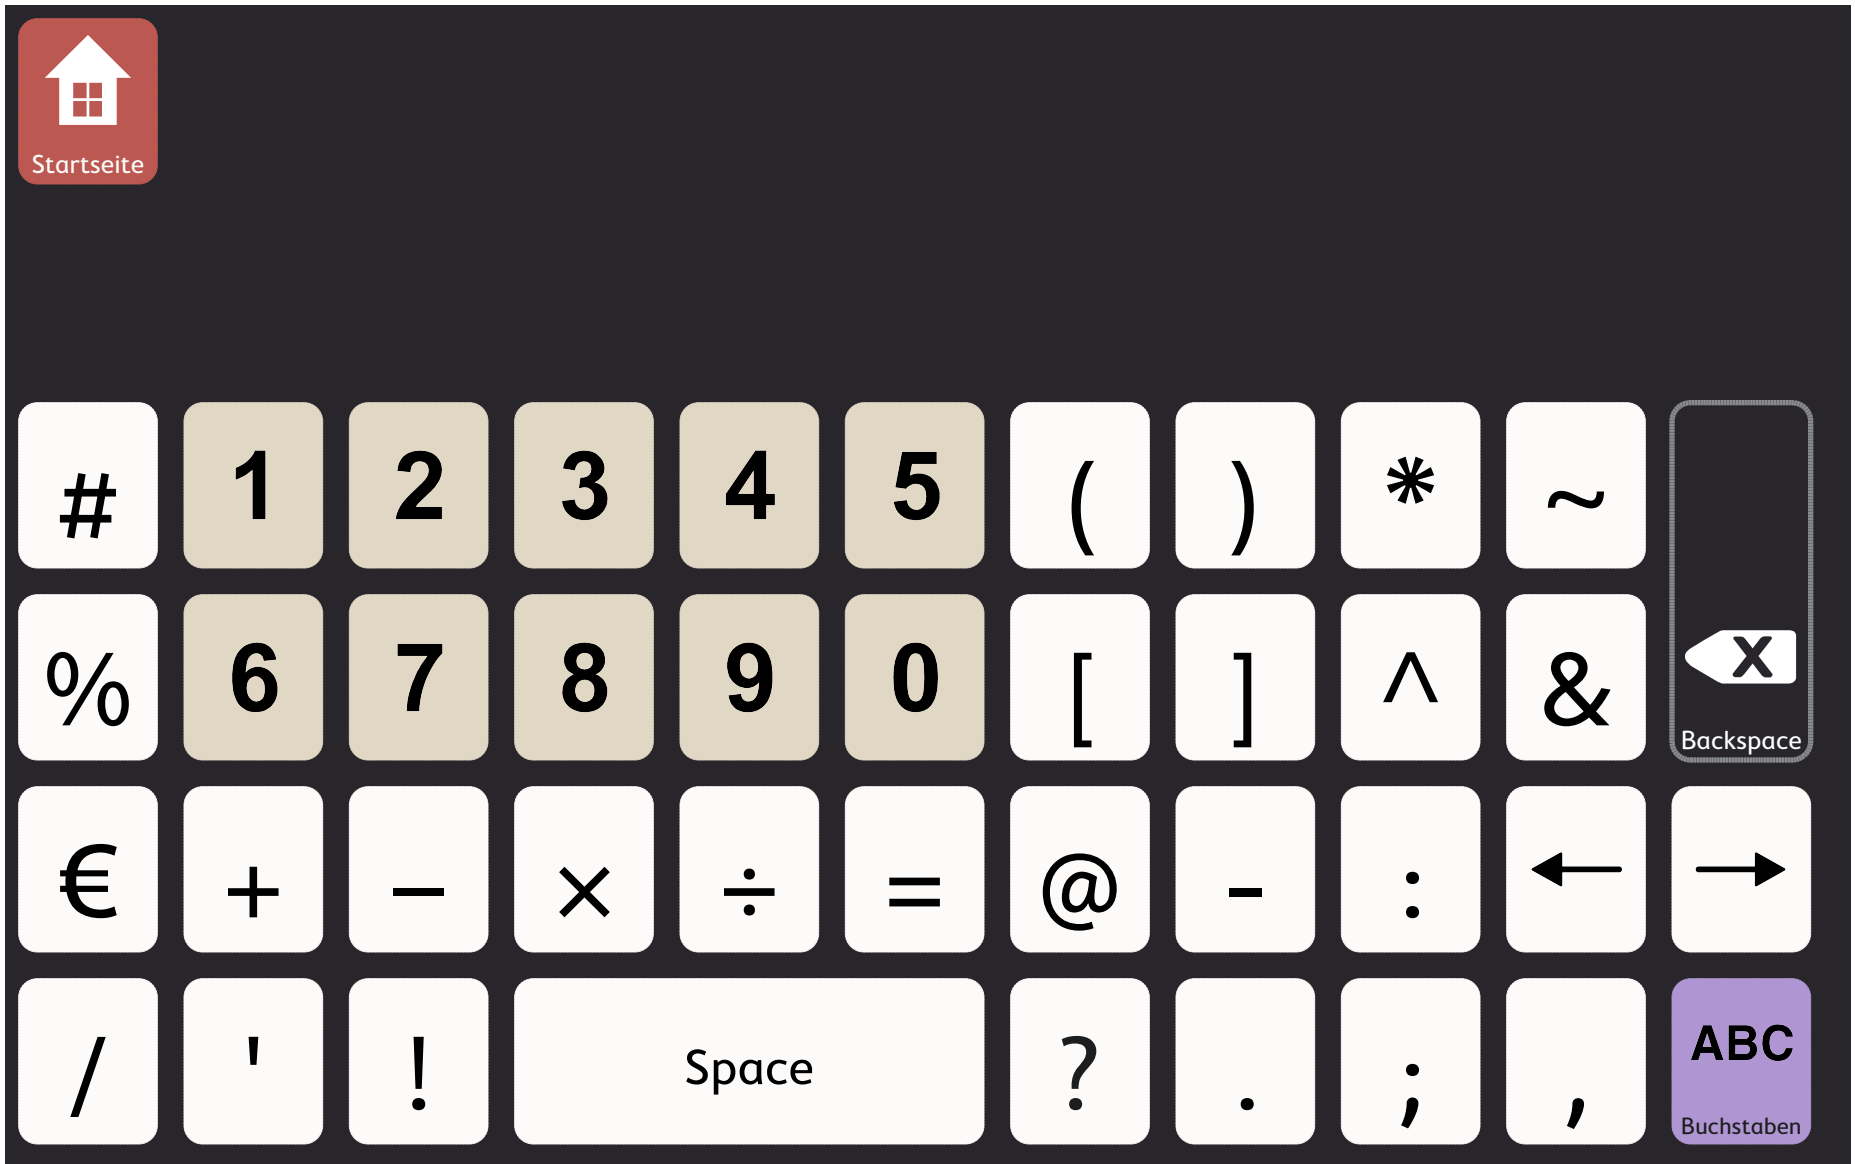 Startseite
# 1 2 3 4 5 ( ) * ~
% 6 7 8 9 0 [ ] ^ & X
Backspace
€ + − × ÷ = @ - : ← →
/ ' ! Space ? . ; , ABC
Buchstaben